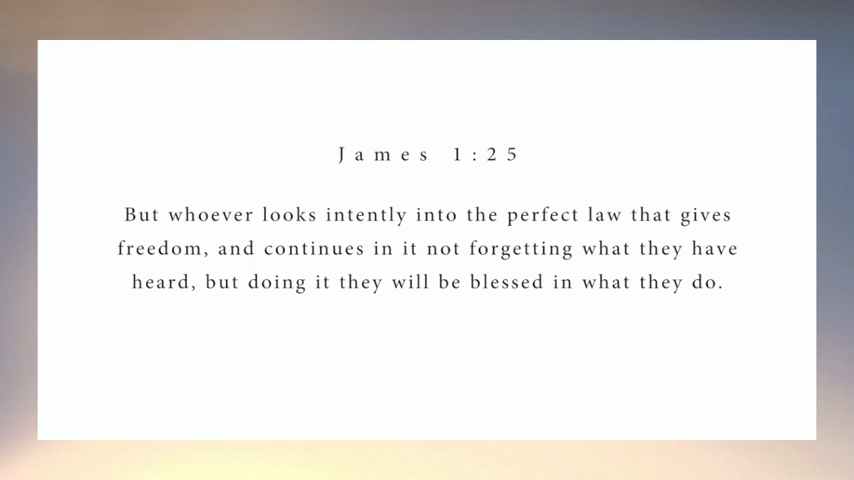 James 1:25
But whoever looks intently into the perfect law that gives
freedom, and continues in it not forgetting what they have
heard, but doing it they will be blessed in what they do.